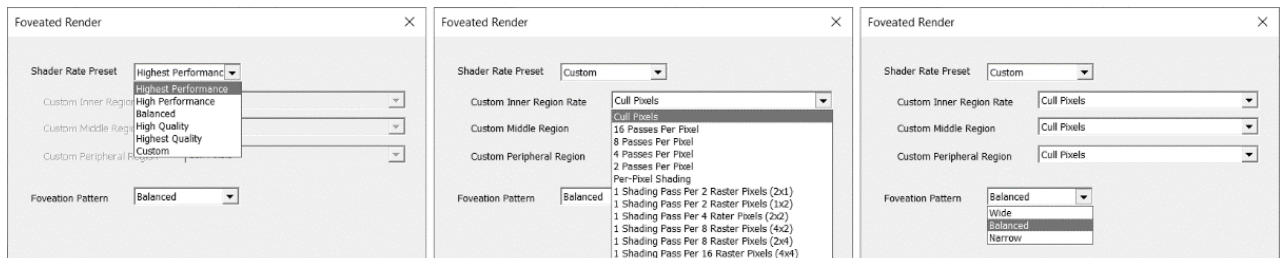 Foveated Render
Shader Rate Preset Highest Performanc
Highest Performance
Custom Inner Region High Performance
Balanced
Custom Middle Regi High Quality
Highest Quality
Custom Peripheral Region Custom
Foveation Pattern Balanced
Foveated Render
Shader Rate Preset Custom
Custom Inner Region Rate Cull Pixels
Cull Pixels
Custom Middle Region 16 Passes Per Pixel
8 Passes Per Pixel
Custom Peripheral Region 4 Passes Per Pixel
2 Passes Per Pixel
Per-Pixel Shading
1 Shading Pass Per 2 Raster Pixels (2x1)
Foveation Pattern Balanced 1 Shading Pass Per 2 Raster Pixels (1x2)
1 Shading Pass Per 4 Rater Pixels (2x2)
1 Shading Pass Per 8 Raster Pixels (4x2)
1 Shading Pass Per 8 Raster Pixels (2x4)
1 Shading Pass Per 16 Raster Pixels (4x4)
Foveated Render
Shader Rate Preset Custom
Custom Inner Region Rate Cull Pixels
Custom Middle Region Cull Pixels
Custom Peripheral Region Cull Pixels
Foveation Pattern Balanced
Wide
Balanced
Narrow